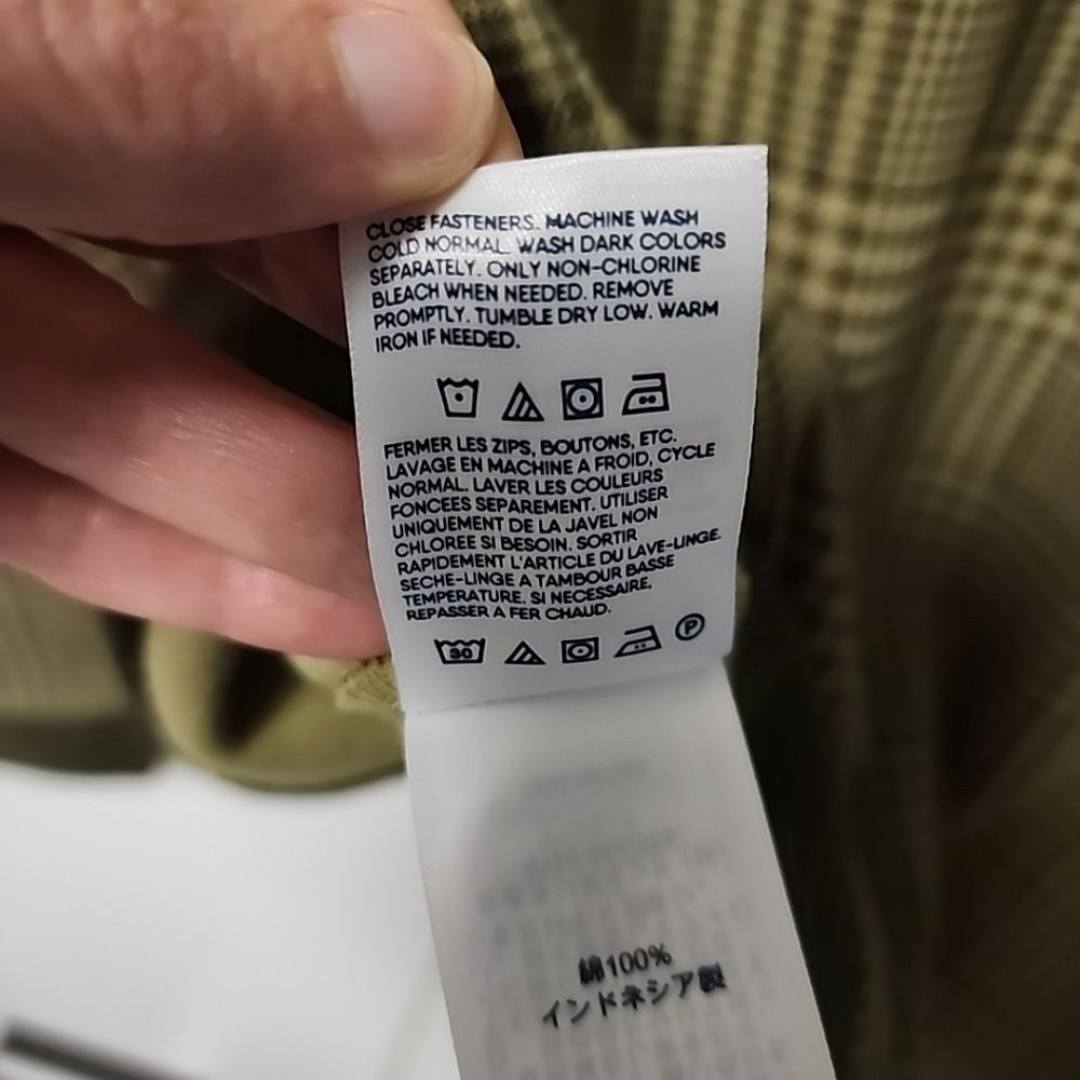 CLOSE FASTENERS. MACHINE WASH
COLD NORMAL. WASH DARK COLORS
SEPARATELY. ONLY NON-CHLORINE
BLEACH WHEN NEEDED. REMOVE
PROMPTLY. TUMBLE DRY LOW. WARM
IRON IF NEEDED.
FERMER LES ZIPS, BOUTONS, ETC.
LAVAGE EN MACHINE A FROID, CYCLE
NORMAL. LAVER LES COULEURS
FONCEES SEPAREMENT. UTILISER
UNIQUEMENT DE LA JAVEL NON
CHLOREE SI BESOIN. SORTIR
RAPIDEMENT L'ARTICLE DU LAVE-LINGE.
SECHE-LINGE A TAMBOUR BASSE
TEMPERATURE. SI NECESSAIRE,
REPASSER A FER CHAUD.
30 P
綿100%
インドネシア製